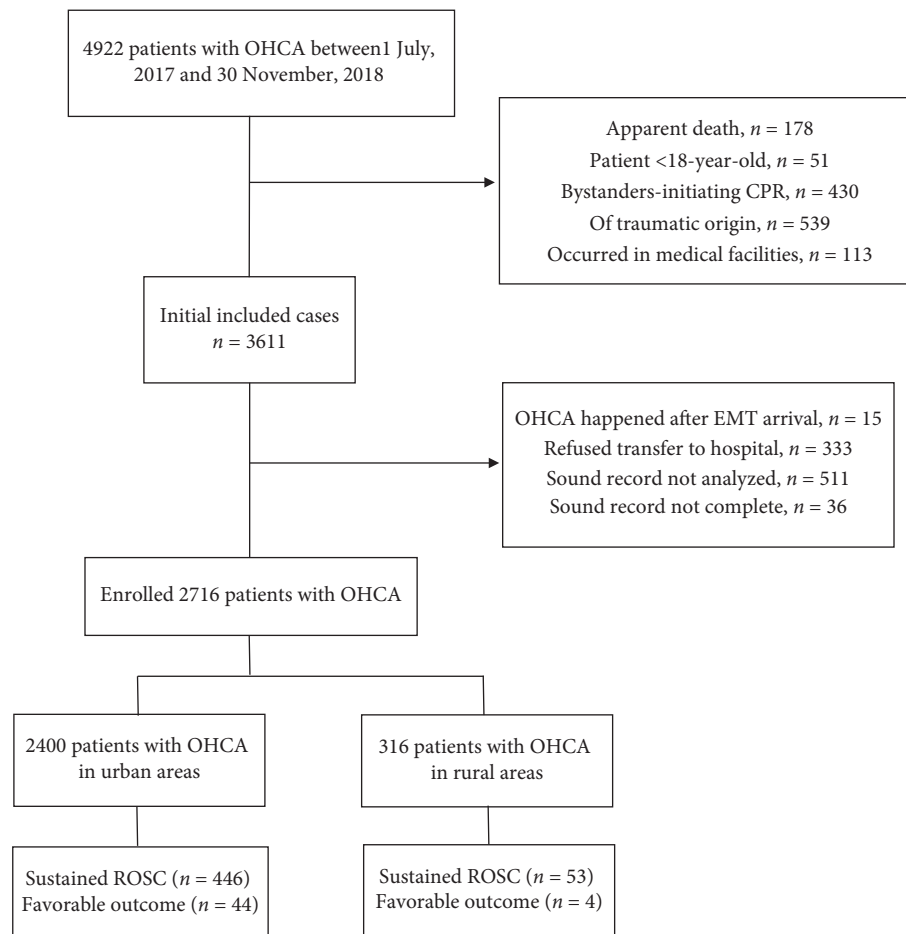 4922 patients with OHCA between1 July,
2017 and 30 November, 2018
Apparent death, n = 178
Patient <18-year-old, n = 51
Bystanders-initiating CPR, n = 430
Of traumatic origin, n = 539
Occurred in medical facilities, n = 113
Initial included cases
n = 3611
OHCA happened after EMT arrival, n = 15
Refused transfer to hospital, n = 333
Sound record not analyzed, n = 511
Sound record not complete, n = 36
Enrolled 2716 patients with OHCA
2400 patients with OHCA
in urban areas
316 patients with OHCA
in rural areas
Sustained ROSC (n = 446)
Favorable outcome (n = 44)
Sustained ROSC (n = 53)
Favorable outcome (n = 4)